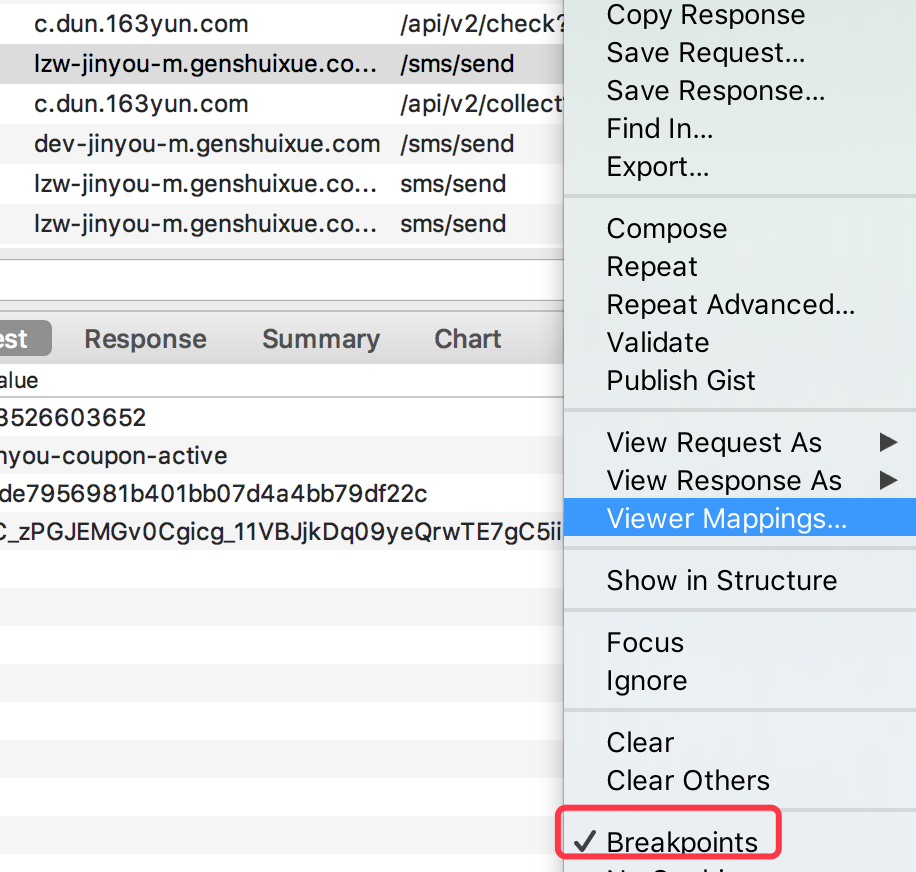 c.dun.163yun.com /api/v2/check?
lzw-jinyou-m.genshuixue.co... /sms/send
c.dun.163yun.com /api/v2/collect
dev-jinyou-m.genshuixue.com /sms/send
lzw-jinyou-m.genshuixue.co... sms/send
lzw-jinyou-m.genshuixue.co... sms/send
est Response Summary Chart
alue
3526603652
nyou-coupon-active
de7956981b401bb07d4a4bb79df22c
C_zPGJEMGv0Cgicg_11VBJjkDq09yeQrwTE7gC5ii
Copy Response
Save Request...
Save Response...
Find In...
Export...
Compose
Repeat
Repeat Advanced...
Validate
Publish Gist
View Request As
View Response As
Viewer Mappings...
Show in Structure
Focus
Ignore
Clear
Clear Others
Breakpoints